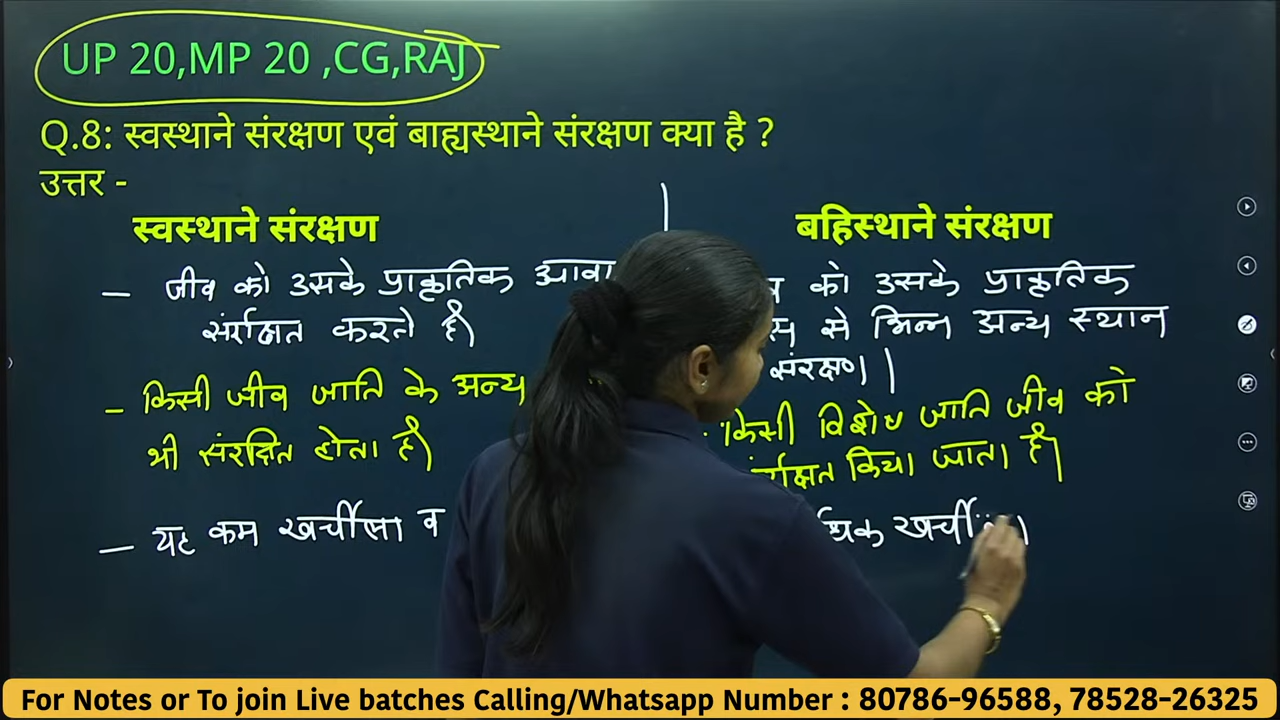 UP 20,MP 20 ,CG,RAJ
Q.8: स्वस्थाने संरक्षण एवं बाह्यस्थाने संरक्षण क्या है ?
उत्तर -
स्वस्थाने संरक्षण
— जीव को उसके प्राकृतिक
संरक्षित करते है।
– किसी जीव जाति के अन्य
भी संरक्षित होता है।
— यह कम खर्चीला व
बहिस्थाने संरक्षण
को उसके प्राकृतिक
से भिन्न अन्य स्थान
संरक्षण।
किसी विशेष जाति जीव को
किया जाता है।
For Notes or To join Live batches Calling/Whatsapp Number : 80786-96588, 78528-26325